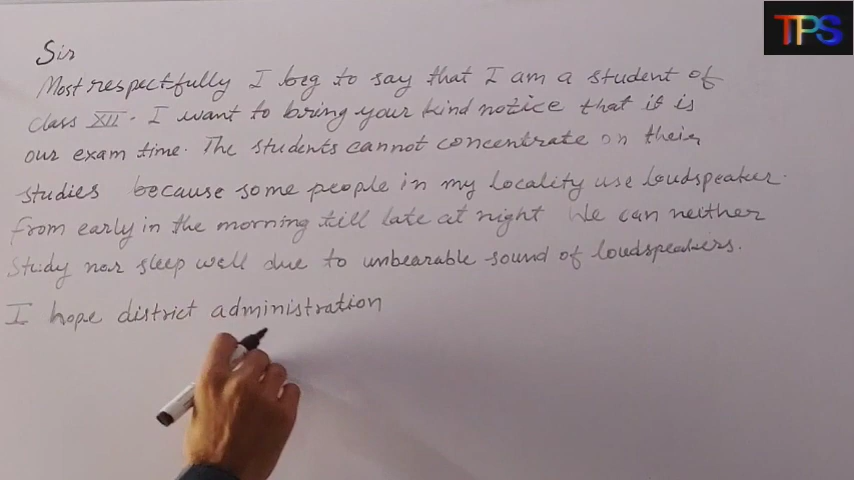 TPS
Sir
Most respectfully I beg to say that I am a student of
class XII. I want to bring your kind notice that it is
our exam time. The students cannot concentrate on their
studies because some people in my locality use loudspeaker.
From early in the morning till late at night We can neither
Study nor sleep well due to unbearable sound of loudspeakers.
I hope district administration